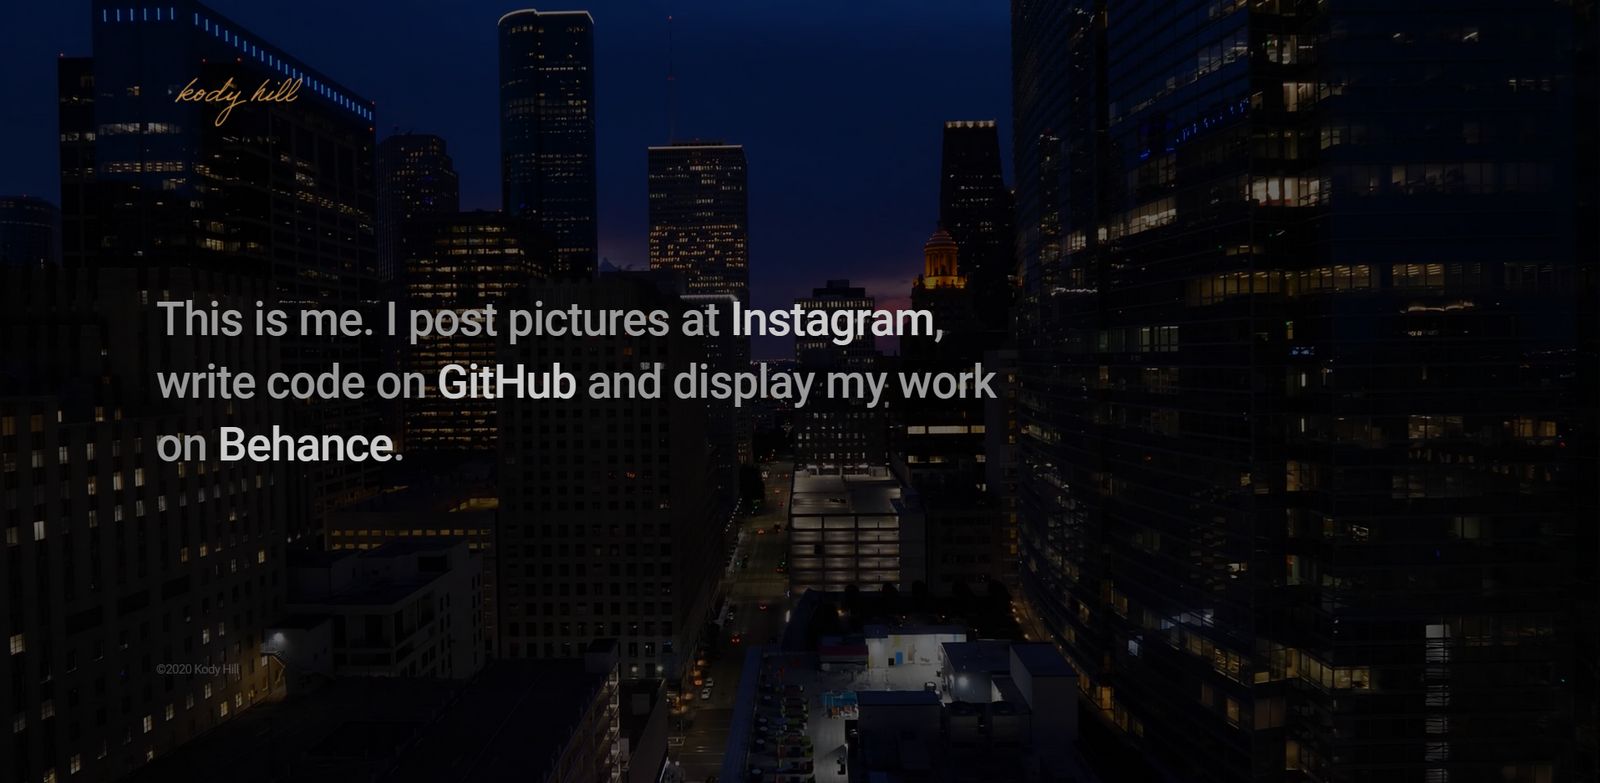 kody hill
This is me. I post pictures at Instagram,
write code on GitHub and display my work
on Behance.
©2020 Kody Hill